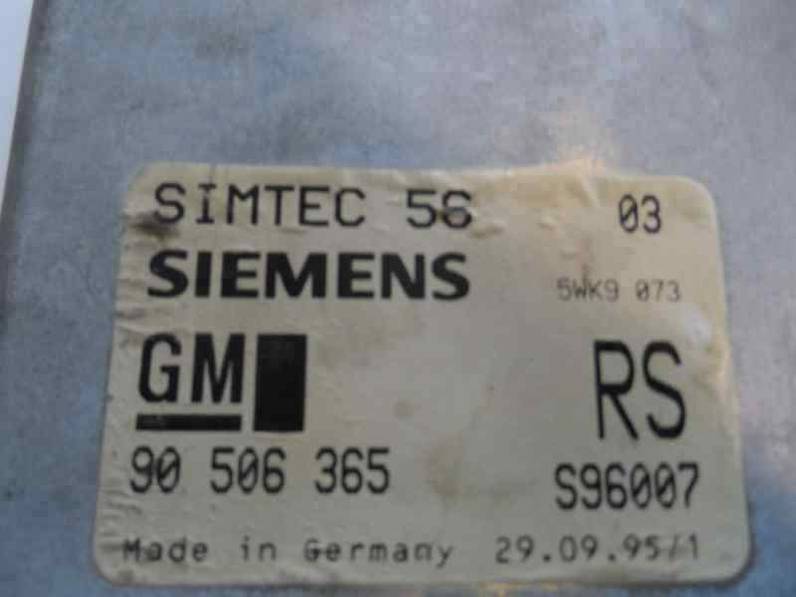 SIMTEC 56 03
SIEMENS 5WK9 073
GM RS
90 506 365 S96007
Made in Germany 29.09.95/1